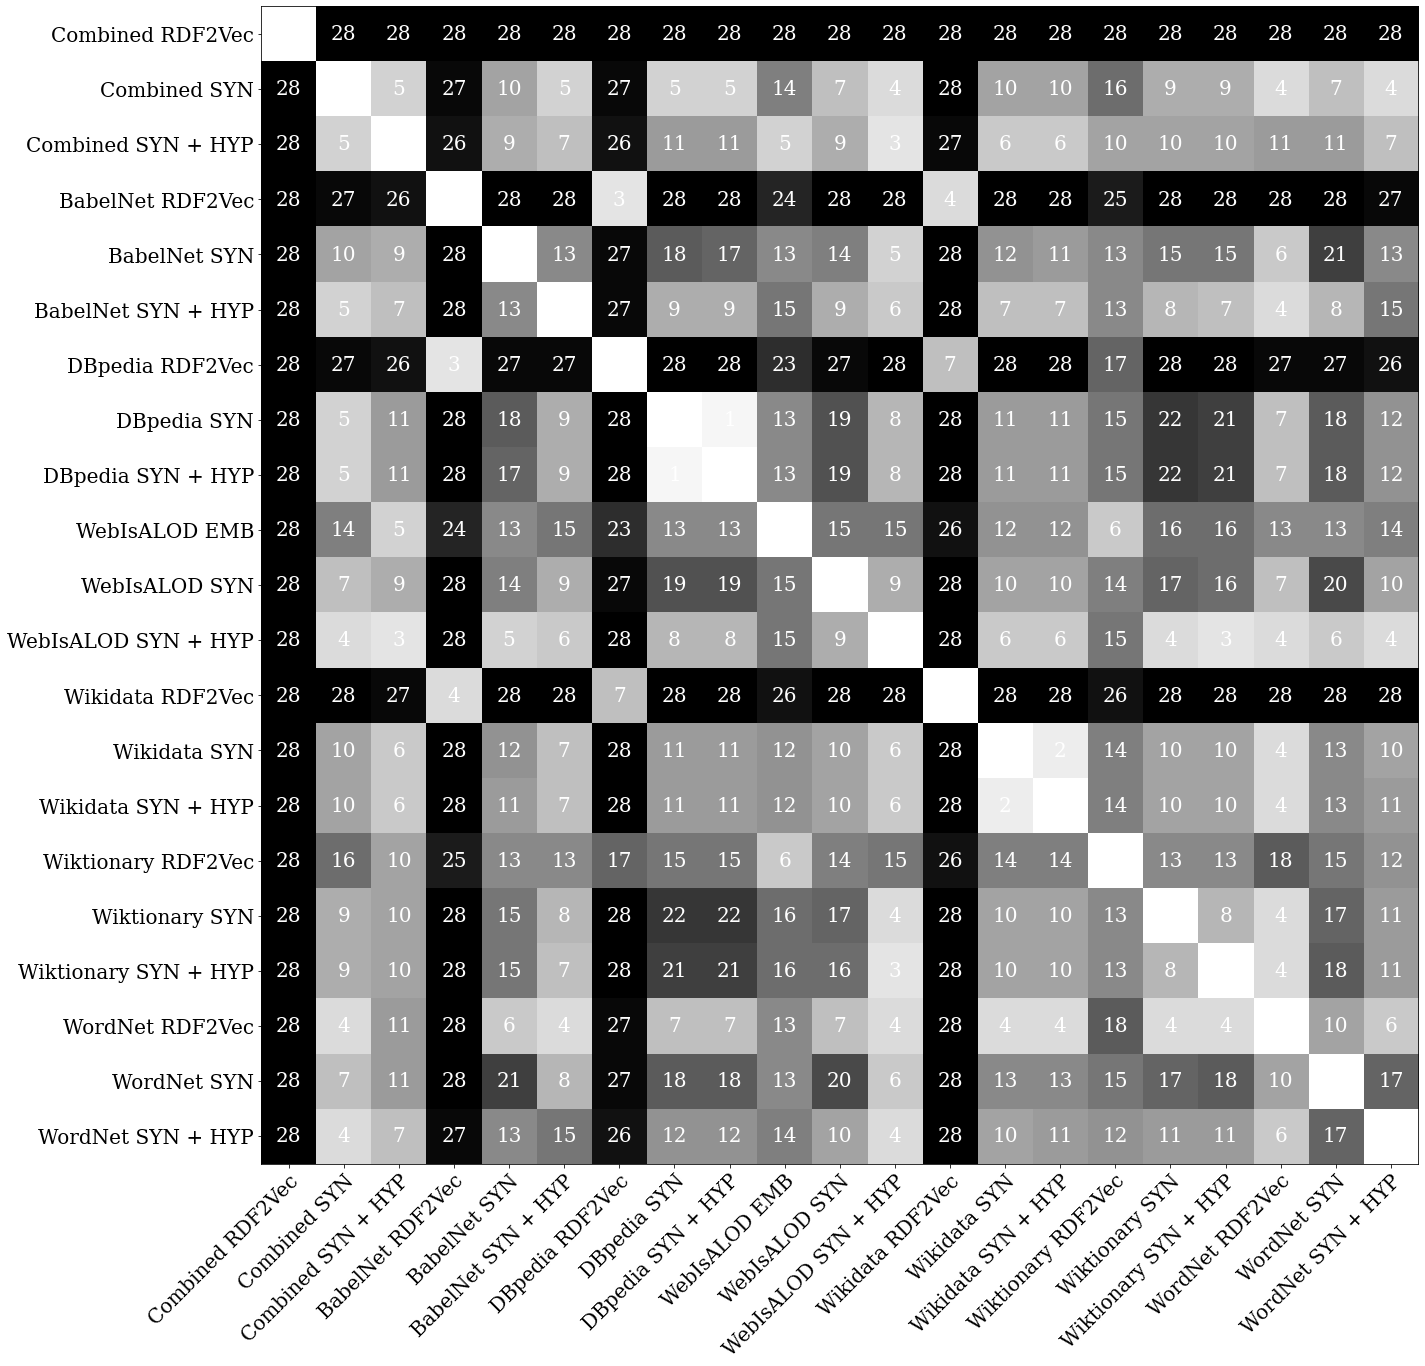 Combined RDF2Vec 28 28 28 28 28 28 28 28 28 28 28 28 28 28 28 28 28 28 28 28
Combined SYN 28 5 27 10 5 27 5 5 14 7 4 28 10 10 16 9 9 4 7 4
Combined SYN + HYP 28 5 26 9 7 26 11 11 5 9 3 27 6 6 10 10 10 11 11 7
BabelNet RDF2Vec 28 27 26 28 28 3 28 28 24 28 28 4 28 28 25 28 28 28 28 27
BabelNet SYN 28 10 9 28 13 27 18 17 13 14 5 28 12 11 13 15 15 6 21 13
BabelNet SYN + HYP 28 5 7 28 13 27 9 9 15 9 6 28 7 7 13 8 7 4 8 15
DBpedia RDF2Vec 28 27 26 3 27 27 28 28 23 27 28 7 28 28 17 28 28 27 27 26
DBpedia SYN 28 5 11 28 18 9 28 1 13 19 8 28 11 11 15 22 21 7 18 12
DBpedia SYN + HYP 28 5 11 28 17 9 28 1 13 19 8 28 11 11 15 22 21 7 18 12
WebIsALOD EMB 28 14 5 24 13 15 23 13 13 15 15 26 12 12 6 16 16 13 13 14
WebIsALOD SYN 28 7 9 28 14 9 27 19 19 15 9 28 10 10 14 17 16 7 20 10
WebIsALOD SYN + HYP 28 4 3 28 5 6 28 8 8 15 9 28 6 6 15 4 3 4 6 4
Wikidata RDF2Vec 28 28 27 4 28 28 7 28 28 26 28 28 28 28 26 28 28 28 28 28
Wikidata SYN 28 10 6 28 12 7 28 11 11 12 10 6 28 2 14 10 10 4 13 10
Wikidata SYN + HYP 28 10 6 28 11 7 28 11 11 12 10 6 28 2 14 10 10 4 13 11
Wiktionary RDF2Vec 28 16 10 25 13 13 17 15 15 6 14 15 26 14 14 13 13 18 15 12
Wiktionary SYN 28 9 10 28 15 8 28 22 22 16 17 4 28 10 10 13 8 4 17 11
Wiktionary SYN + HYP 28 9 10 28 15 7 28 21 21 16 16 3 28 10 10 13 8 4 18 11
WordNet RDF2Vec 28 4 11 28 6 4 27 7 7 13 7 4 28 4 4 18 4 4 10 6
WordNet SYN 28 7 11 28 21 8 27 18 18 13 20 6 28 13 13 15 17 18 10 17
WordNet SYN + HYP 28 4 7 27 13 15 26 12 12 14 10 4 28 10 11 12 11 11 6 17
Combined RDF2Vec
Combined SYN
Combined SYN + HYP
BabelNet RDF2Vec
BabelNet SYN
BabelNet SYN + HYP
DBpedia RDF2Vec
DBpedia SYN
DBpedia SYN + HYP
WebIsALOD EMB
WebIsALOD SYN
WebIsALOD SYN + HYP
Wikidata RDF2Vec
Wikidata SYN
Wikidata SYN + HYP
Wiktionary RDF2Vec
Wiktionary SYN
Wiktionary SYN + HYP
WordNet RDF2Vec
WordNet SYN
WordNet SYN + HYP